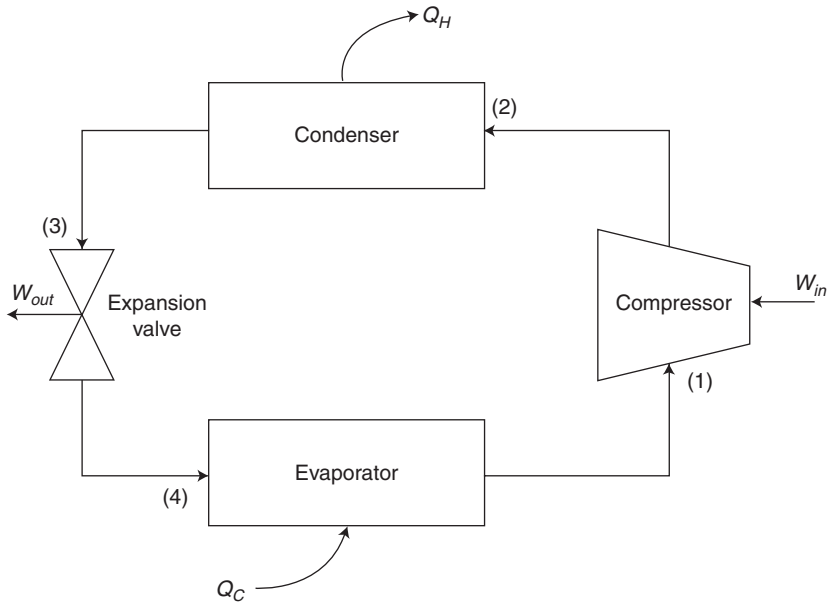 Q_H
Condenser
(2)
(3)
W_out
Expansion
valve
Compressor
W_in
(1)
Evaporator
(4)
Q_C